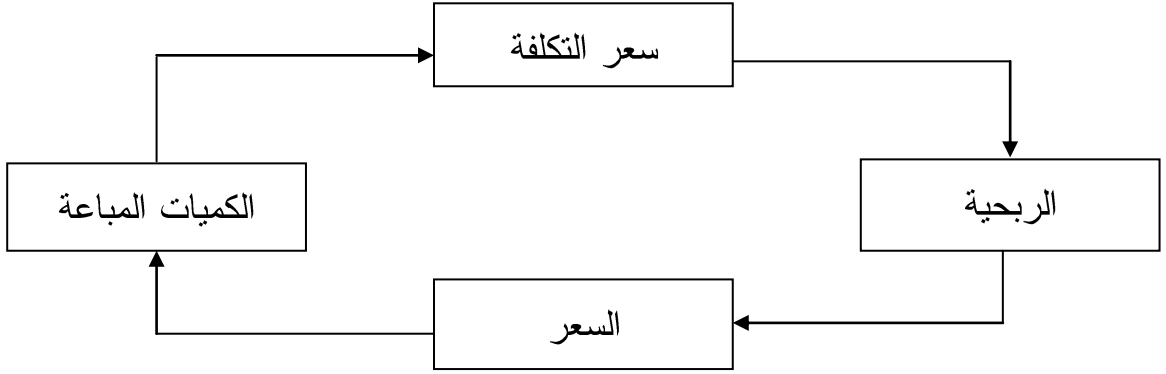 سعر التكلفة
الربحية
الكميات المباعة
السعر